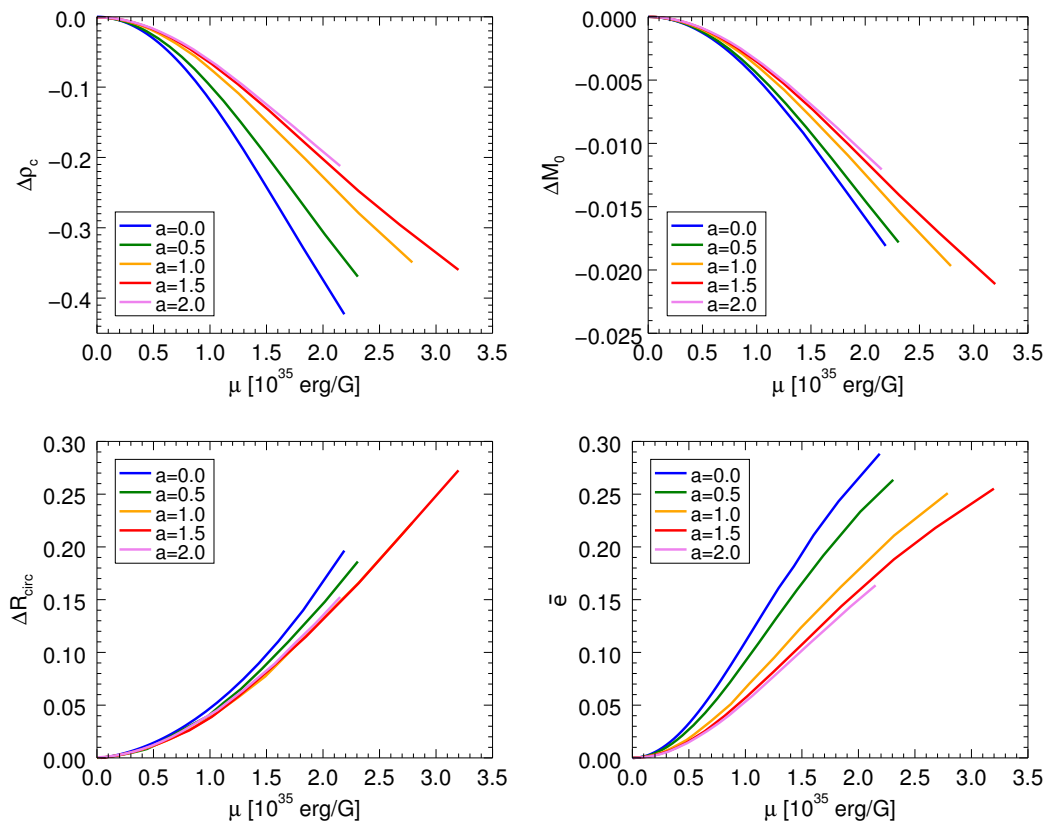 0.0
−0.1
−0.2
−0.3
−0.4
Δρc
a=0.0
a=0.5
a=1.0
a=1.5
a=2.0
0.0 0.5 1.0 1.5 2.0 2.5 3.0 3.5
μ [10^35 erg/G]
0.000
−0.005
−0.010
−0.015
−0.020
−0.025
ΔM0
a=0.0
a=0.5
a=1.0
a=1.5
a=2.0
0.0 0.5 1.0 1.5 2.0 2.5 3.0 3.5
μ [10^35 erg/G]
0.30
0.25
0.20
0.15
0.10
0.05
0.00
ΔRcirc
a=0.0
a=0.5
a=1.0
a=1.5
a=2.0
0.0 0.5 1.0 1.5 2.0 2.5 3.0 3.5
μ [10^35 erg/G]
0.30
0.25
0.20
0.15
0.10
0.05
0.00
ē
a=0.0
a=0.5
a=1.0
a=1.5
a=2.0
0.0 0.5 1.0 1.5 2.0 2.5 3.0 3.5
μ [10^35 erg/G]